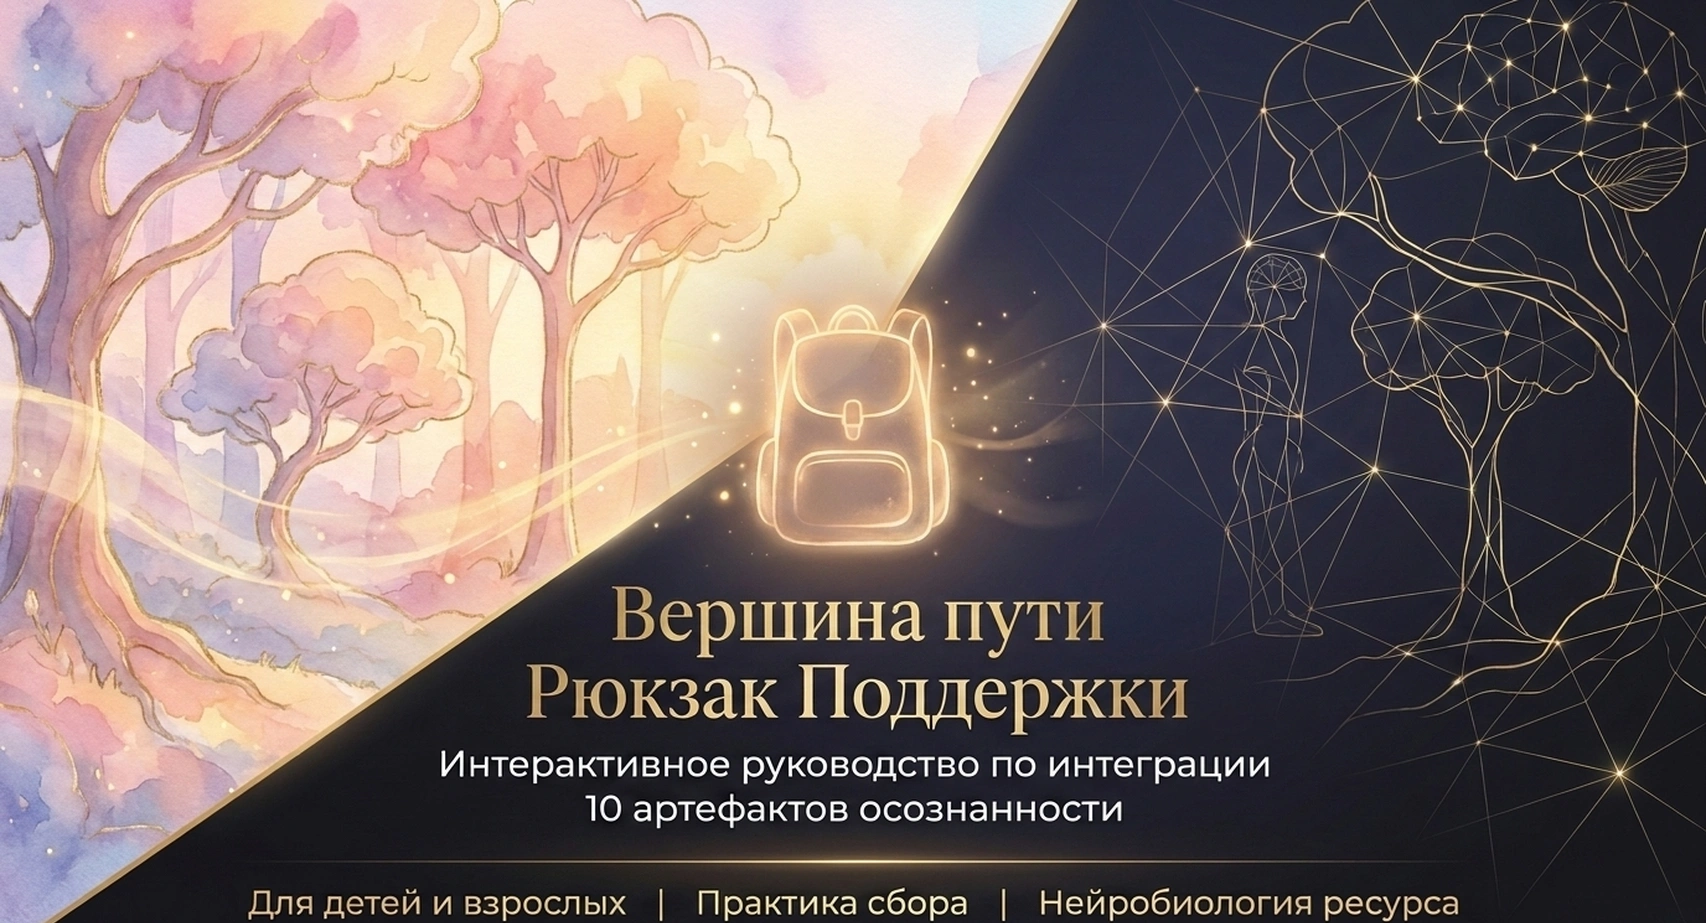 Вершина пути
Рюкзак Поддержки
Интерактивное руководство по интеграции
10 артефактов осознанности
Для детей и взрослых | Практика сбора | Нейробиология ресурса